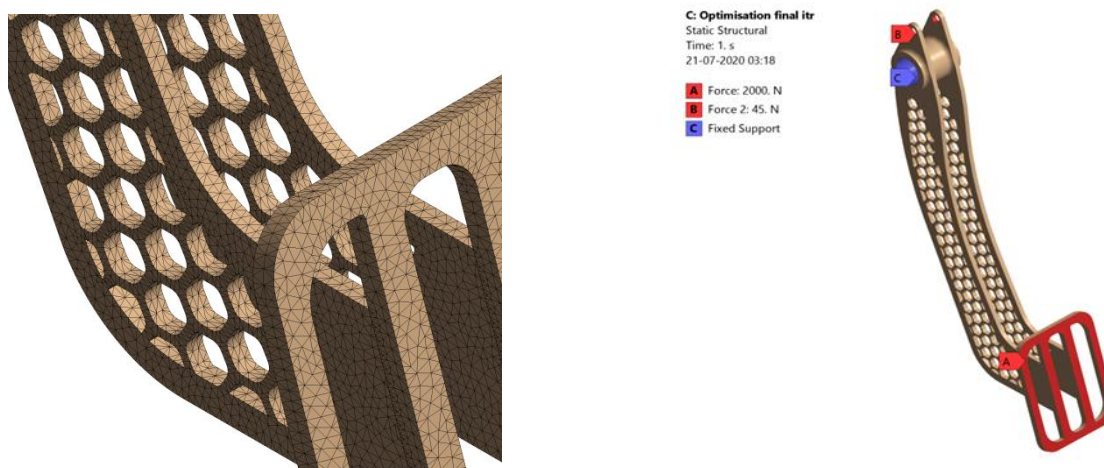 C: Optimisation final itr
Static Structural
Time: 1. s
21-07-2020 03:18
A Force: 2000. N
B Force 2: 45. N
C Fixed Support
B
C
A